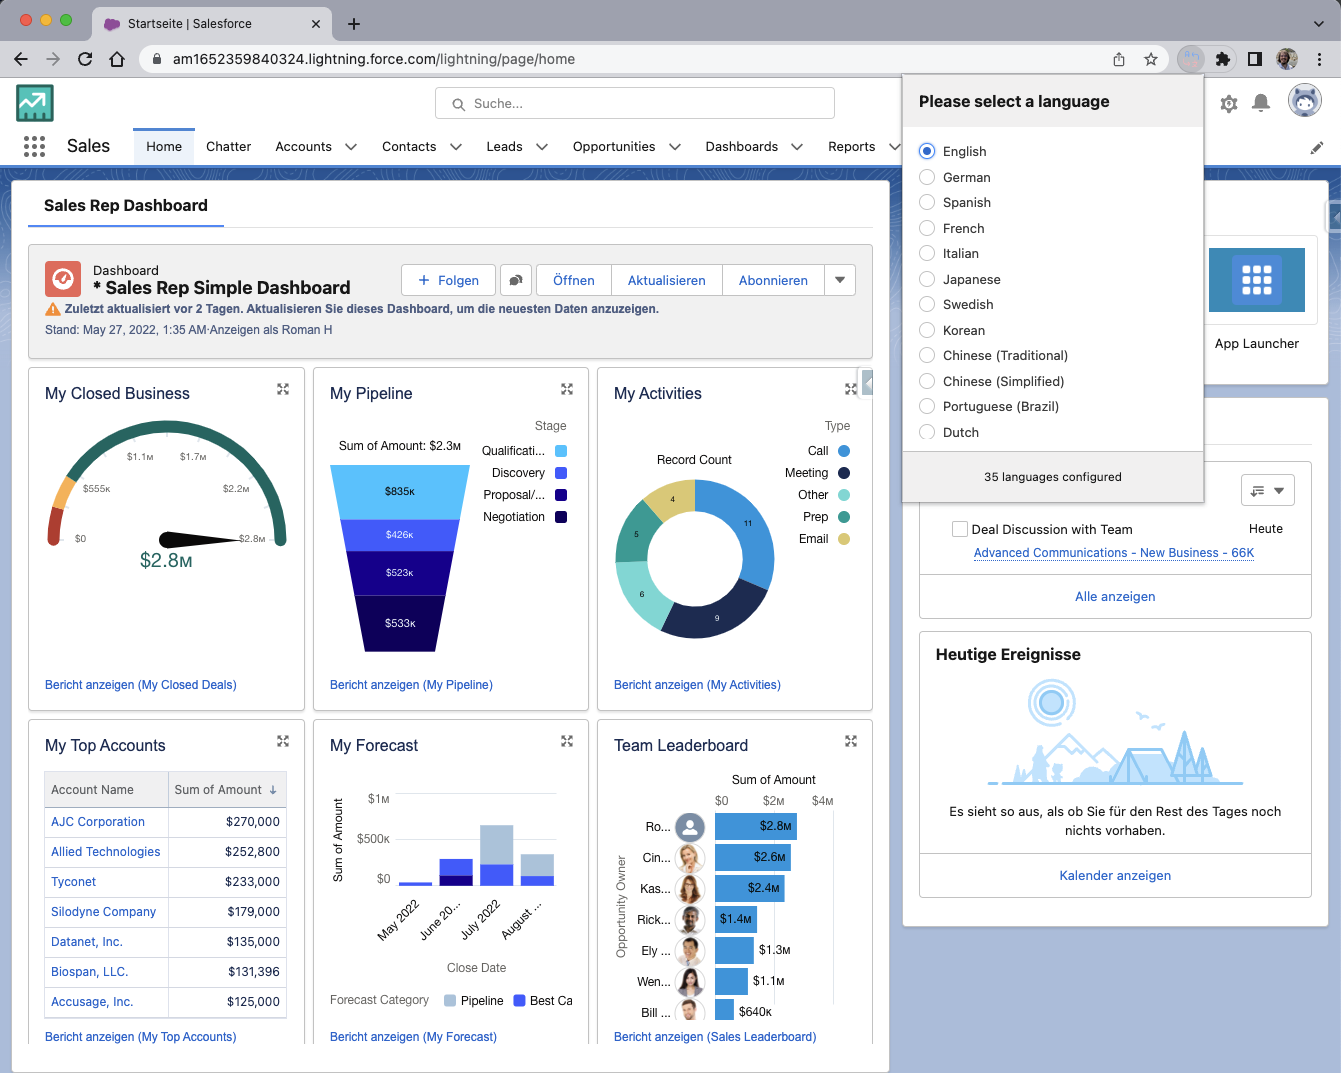 Startseite | Salesforce
am1652359840324.lightning.force.com/lightning/page/home
Suche...
Sales
Home
Chatter
Accounts
Contacts
Leads
Opportunities
Dashboards
Reports
Please select a language
English
German
Spanish
French
Italian
Japanese
Swedish
Korean
Chinese (Traditional)
Chinese (Simplified)
Portuguese (Brazil)
Dutch
35 languages configured
Sales Rep Dashboard
Dashboard
* Sales Rep Simple Dashboard
Folgen
Öffnen
Aktualisieren
Abonnieren
Zuletzt aktualisiert vor 2 Tagen. Aktualisieren Sie dieses Dashboard, um die neuesten Daten anzuzeigen.
Stand: May 27, 2022, 1:35 AM·Anzeigen als Roman H
My Closed Business
$0
$555K
$1.1M
$1.7M
$2.2M
$2.8M
$2.8M
Bericht anzeigen (My Closed Deals)
My Pipeline
Stage
Sum of Amount: $2.3M
Qualificati...
Discovery
Proposal/...
Negotiation
$835K
$426K
$523K
$533K
Bericht anzeigen (My Pipeline)
My Activities
Type
Record Count
Call
Meeting
Other
Prep
Email
4
11
5
6
9
Bericht anzeigen (My Activities)
My Top Accounts
Account Name Sum of Amount
AJC Corporation $270,000
Allied Technologies $252,800
Tyconet $233,000
Silodyne Company $179,000
Datanet, Inc. $135,000
Biospan, LLC. $131,396
Accusage, Inc. $125,000
Bericht anzeigen (My Top Accounts)
My Forecast
Sum of Amount
$1M
$500K
$0
May 2022
June 20...
July 2022
August ...
Close Date
Forecast Category
Pipeline
Best Ca
Bericht anzeigen (My Forecast)
Team Leaderboard
Sum of Amount
$0 $2M $4M
Opportunity Owner
Ro... $2.8M
Cin... $2.6M
Kas... $2.4M
Rick... $1.4M
Ely ... $1.3M
Wen... $1.1M
Bill ... $640K
Bericht anzeigen (Sales Leaderboard)
App Launcher
Deal Discussion with Team
Heute
Advanced Communications - New Business - 66K
Alle anzeigen
Heutige Ereignisse
Es sieht so aus, als ob Sie für den Rest des Tages noch
nichts vorhaben.
Kalender anzeigen